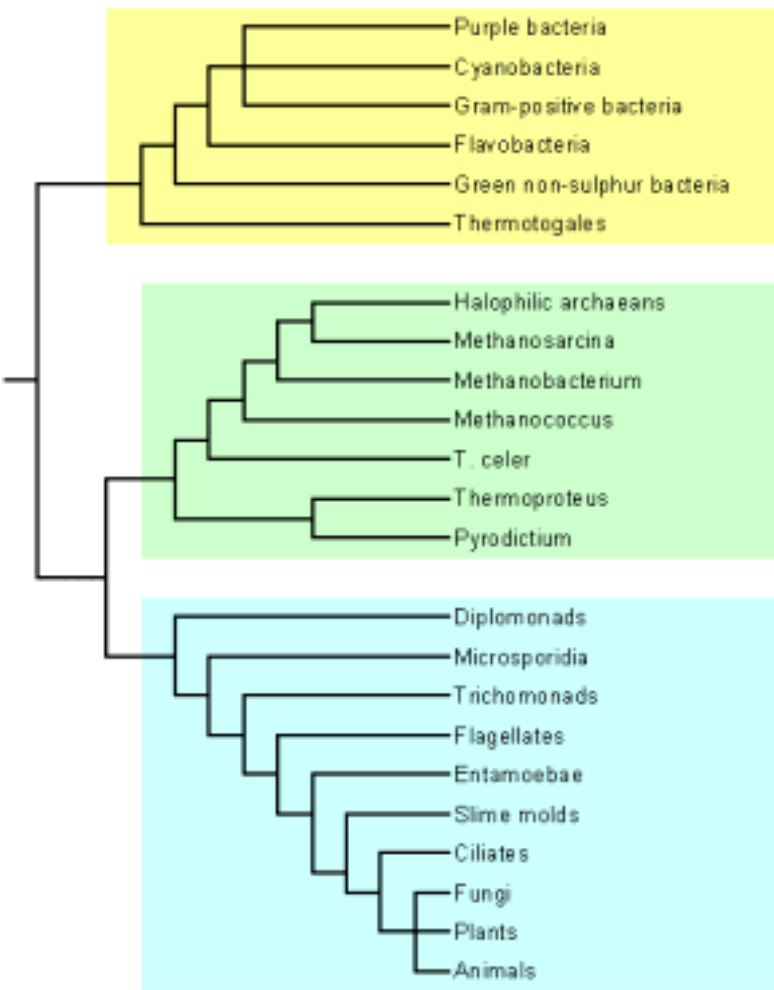 Purple bacteria
Cyanobacteria
Gram-positive bacteria
Flavobacteria
Green non-sulphur bacteria
Thermotogales
Halophilic archaeans
Methanosarcina
Methanobacterium
Methanococcus
T. celer
Thermoproteus
Pyrodictium
Diplomonads
Microsporidia
Trichomonads
Flagellates
Entamoebae
Slime molds
Ciliates
Fungi
Plants
Animals